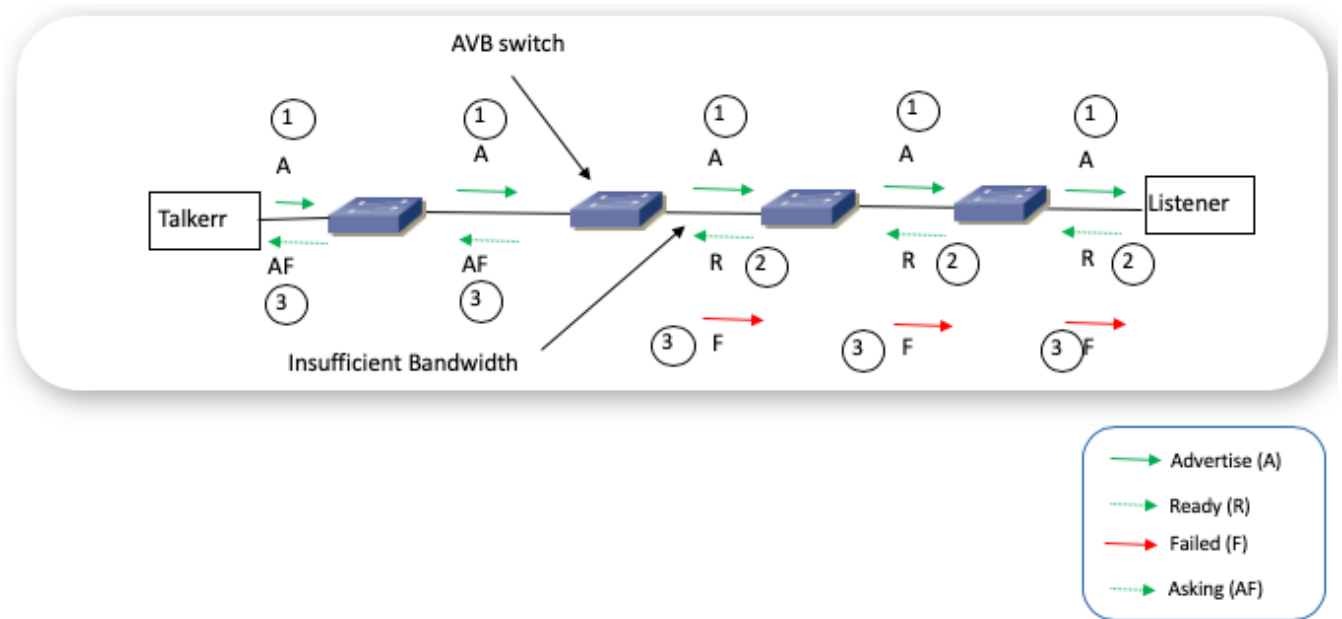 AVB switch
1 1 1 1 1
A A A A A
Talkerr
Listener
AF AF R 2 R 2 R 2
3 3
3 F 3 F 3 F
Insufficient Bandwidth
Advertise (A)
Ready (R)
Failed (F)
Asking (AF)